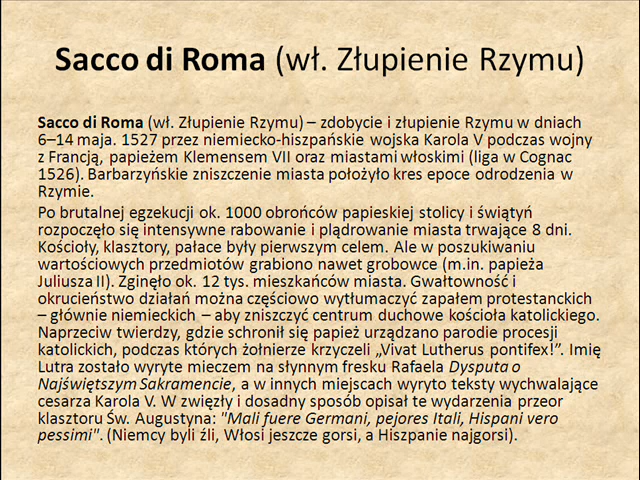 Sacco di Roma (wł. Złupienie Rzymu)
Sacco di Roma (wł. Złupienie Rzymu) – zdobycie i złupienie Rzymu w dniach
6–14 maja. 1527 przez niemiecko-hiszpańskie wojska Karola V podczas wojny
z Francją, papieżem Klemensem VII oraz miastami włoskimi (liga w Cognac
1526). Barbarzyńskie zniszczenie miasta położyło kres epoce odrodzenia w
Rzymie.
Po brutalnej egzekucji ok. 1000 obrońców papieskiej stolicy i świątyń
rozpoczęło się intensywne rabowanie i plądrowanie miasta trwające 8 dni.
Kościoły, klasztory, pałace były pierwszym celem. Ale w poszukiwaniu
wartościowych przedmiotów grabiono nawet grobowce (m.in. papieża
Juliusza II). Zginęło ok. 12 tys. mieszkańców miasta. Gwałtowność i
okrucieństwo działań można częściowo wytłumaczyć zapałem protestanckich
– głównie niemieckich – aby zniszczyć centrum duchowe kościoła katolickiego.
Naprzeciw twierdzy, gdzie schronił się papież urządzano parodie procesji
katolickich, podczas których żołnierze krzyczeli „Vivat Lutherus pontifex!”. Imię
Lutra zostało wyryte mieczem na słynnym fresku Rafaela Dysputa o
Najświętszym Sakramencie, a w innych miejscach wyryto teksty wychwalające
cesarza Karola V. W zwięzły i dosadny sposób opisał te wydarzenia przeor
klasztoru Św. Augustyna: "Mali fuere Germani, pejores Itali, Hispani vero
pessimi". (Niemcy byli źli, Włosi jeszcze gorsi, a Hiszpanie najgorsi).